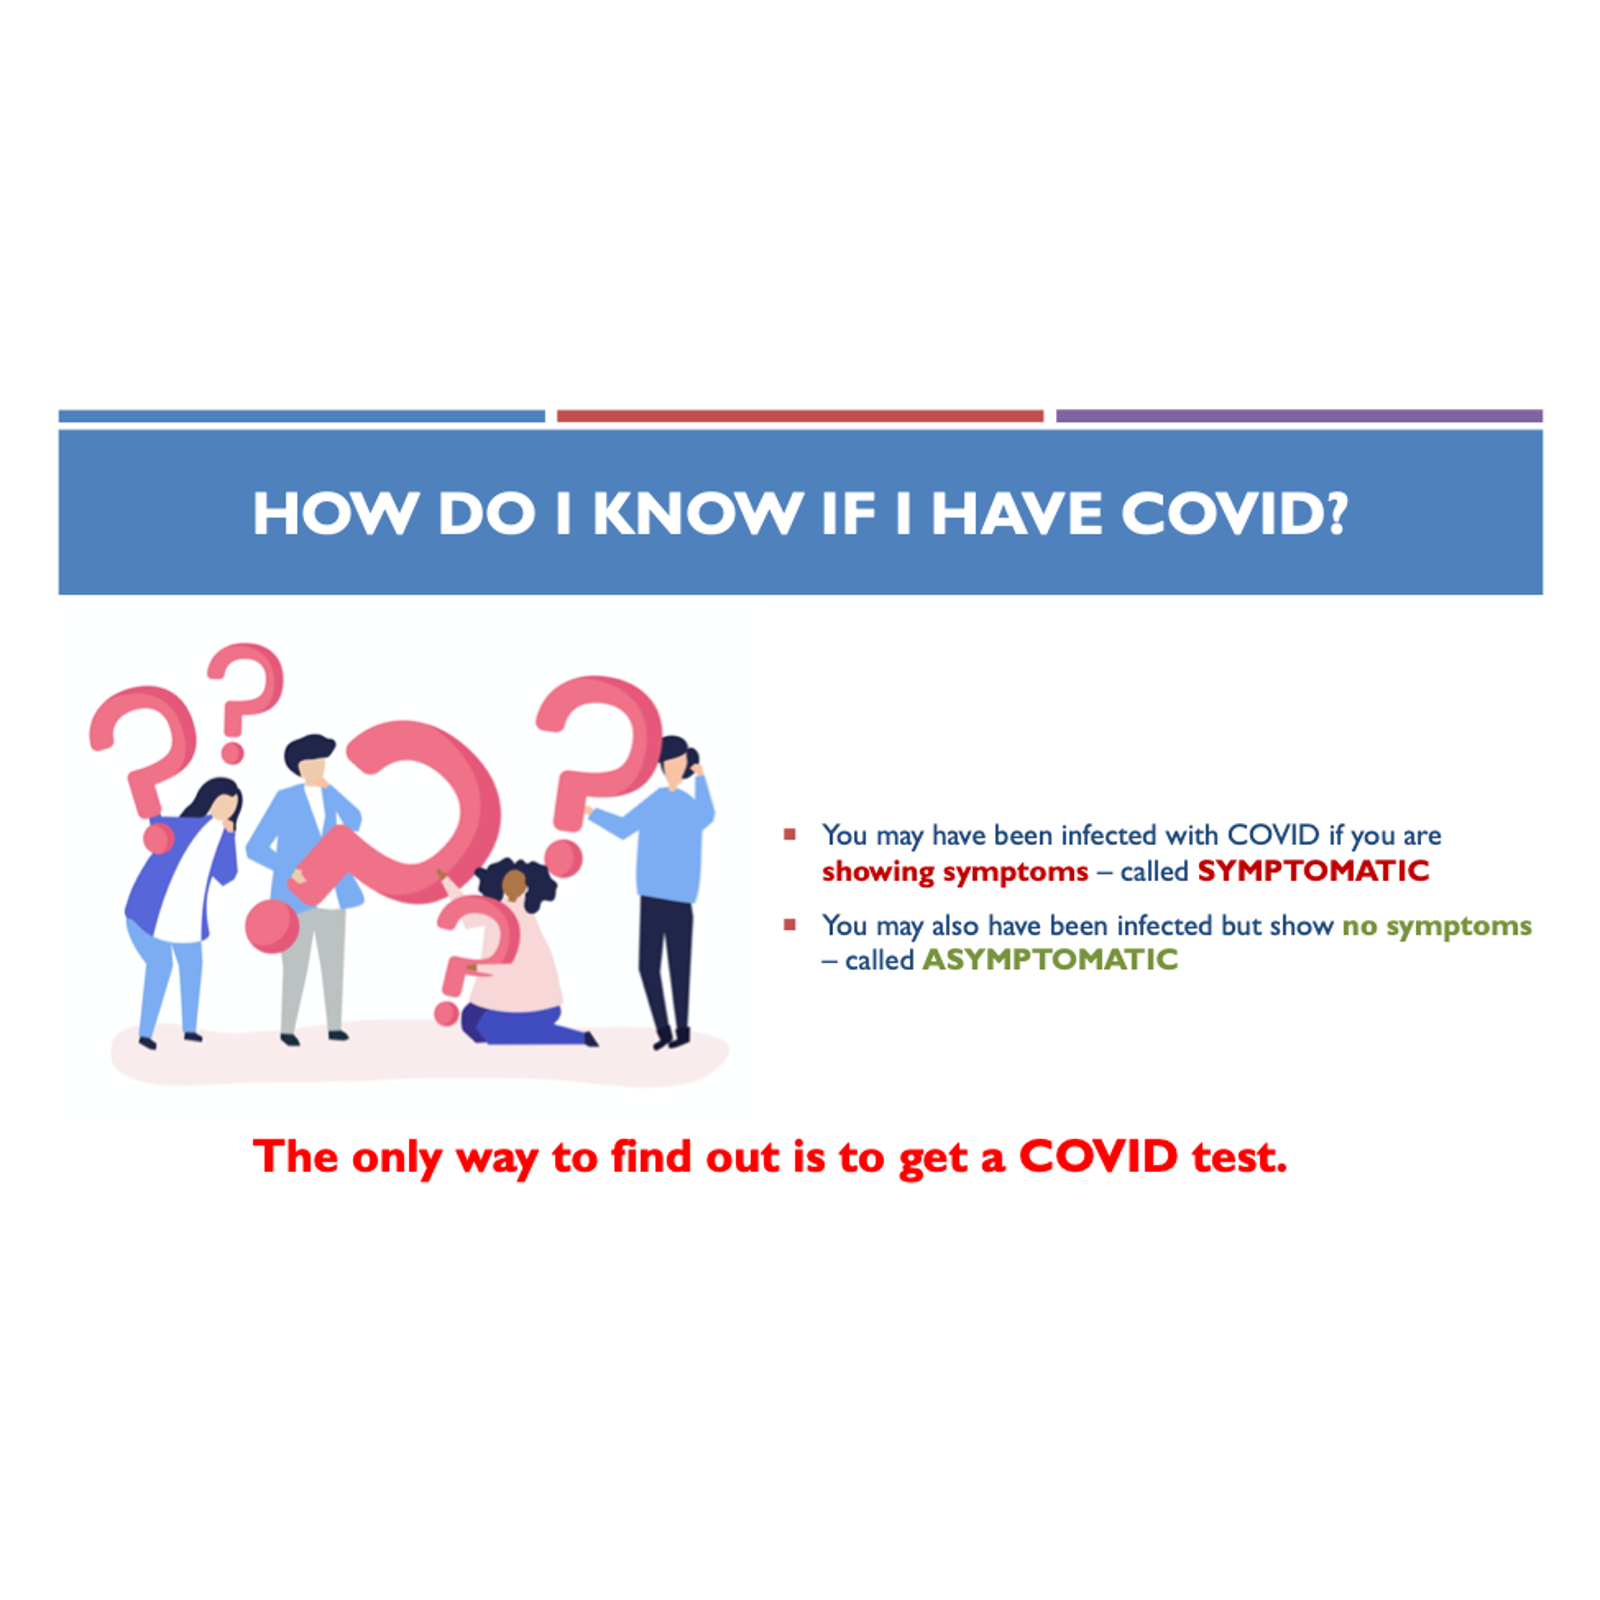 HOW DO I KNOW IF I HAVE COVID?
You may have been infected with COVID if you are
showing symptoms – called SYMPTOMATIC
You may also have been infected but show no symptoms
– called ASYMPTOMATIC
The only way to find out is to get a COVID test.